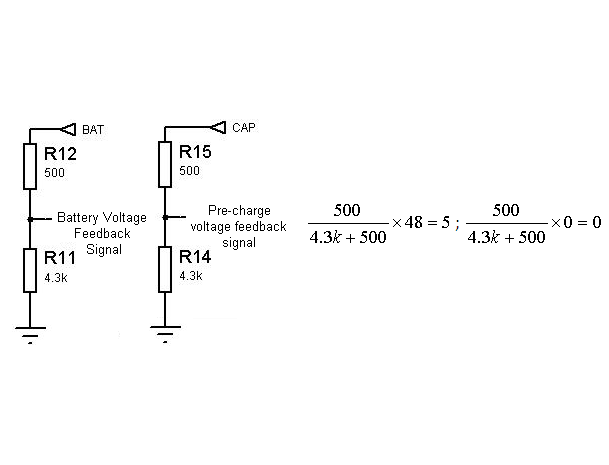 BAT
R12
500
Battery Voltage
Feedback
Signal
R11
4.3k
CAP
R15
500
Pre-charge
voltage feedback
signal
R14
4.3k
500/(4.3k + 500) × 48 = 5 ; 500/(4.3k + 500) × 0 = 0